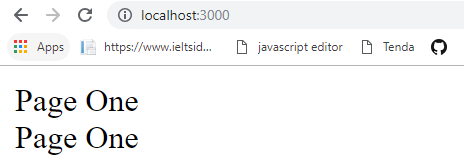 localhost:3000
Apps https://www.ieltsid... javascript editor Tenda
Page One
Page One